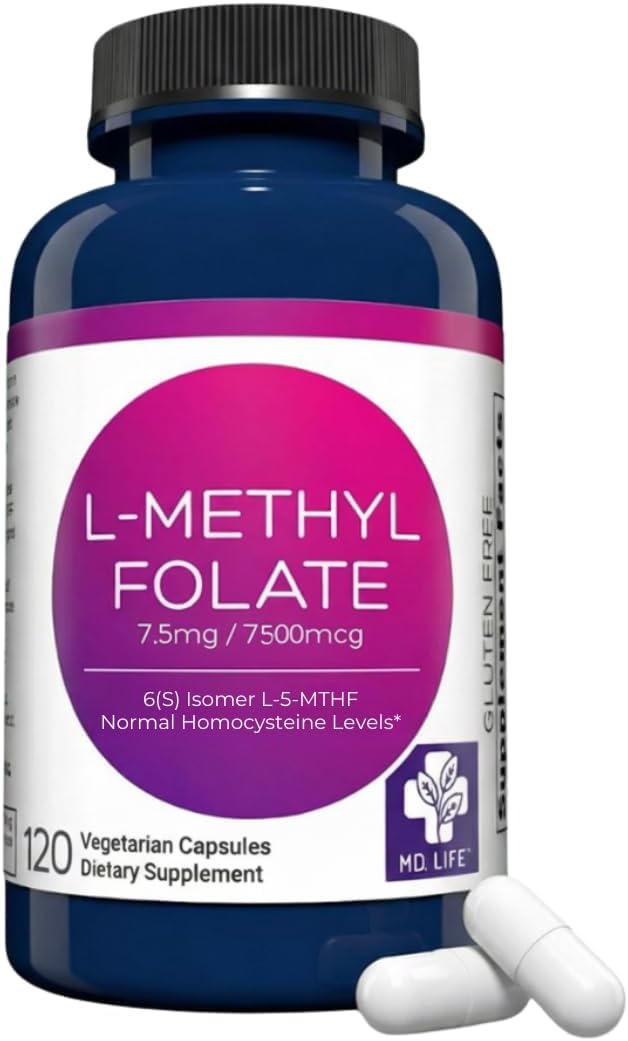 L-METHYL
FOLATE
7.5mg / 7500mcg
6(S) Isomer L-5-MTHF
Normal Homocysteine Levels*
120 Vegetarian Capsules
Dietary Supplement
MD. LIFE™
GLUTEN FREE
Supplement Facts